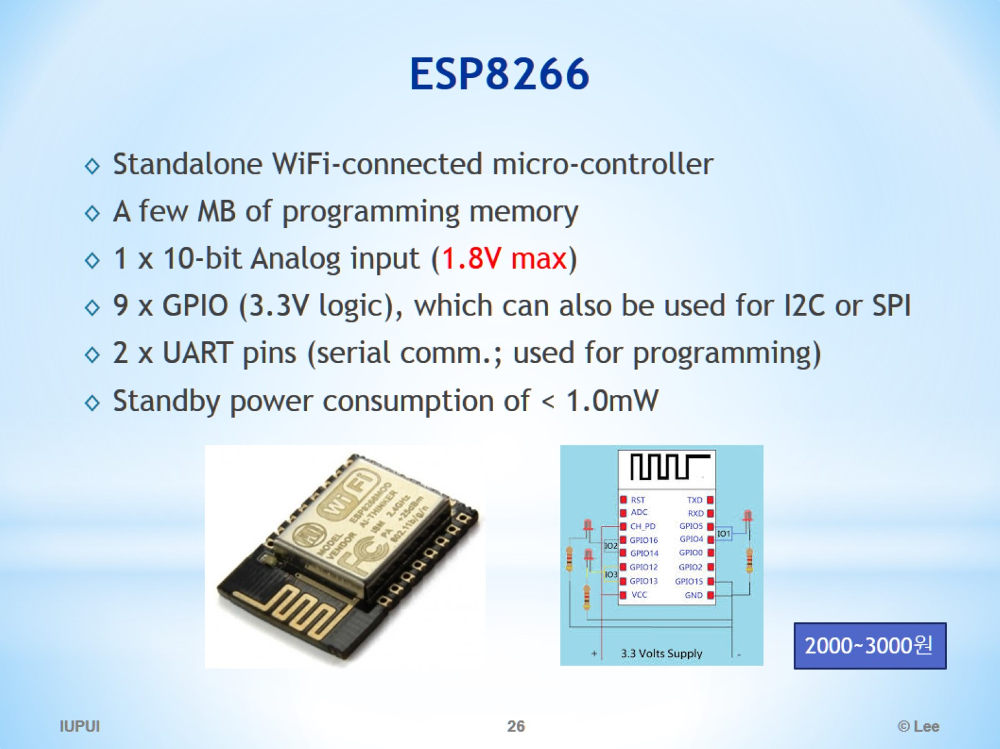 ESP8266
◇ Standalone WiFi-connected micro-controller
◇ A few MB of programming memory
◇ 1 x 10-bit Analog input (1.8V max)
◇ 9 x GPIO (3.3V logic), which can also be used for I2C or SPI
◇ 2 x UART pins (serial comm.; used for programming)
◇ Standby power consumption of < 1.0mW
WiFi
MODEL ESP8266MOD
VENDOR AI-THINKER
ISM 2.4GHz
PA +25dBm
802.11b/g/n
FC
RST TXD
ADC RXD
CH_PD GPIO5
IO1
GPIO16 GPIO4
IO2
GPIO14 GPIO0
GPIO12 GPIO2
IO3
GPIO13 GPIO15
VCC GND
+ 3.3 Volts Supply -
2000~3000원
IUPUI 26 © Lee